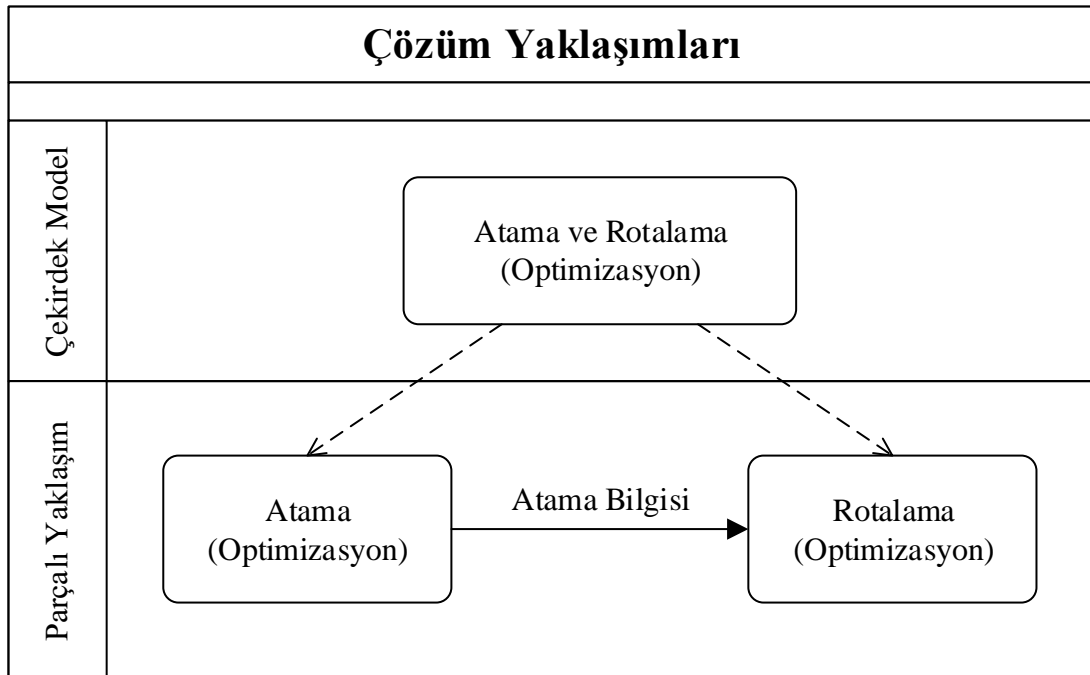 Çözüm Yaklaşımları
Çekirdek Model
Atama ve Rotalama
(Optimizasyon)
Parçalı Yaklaşım
Atama
(Optimizasyon)
Atama Bilgisi
Rotalama
(Optimizasyon)